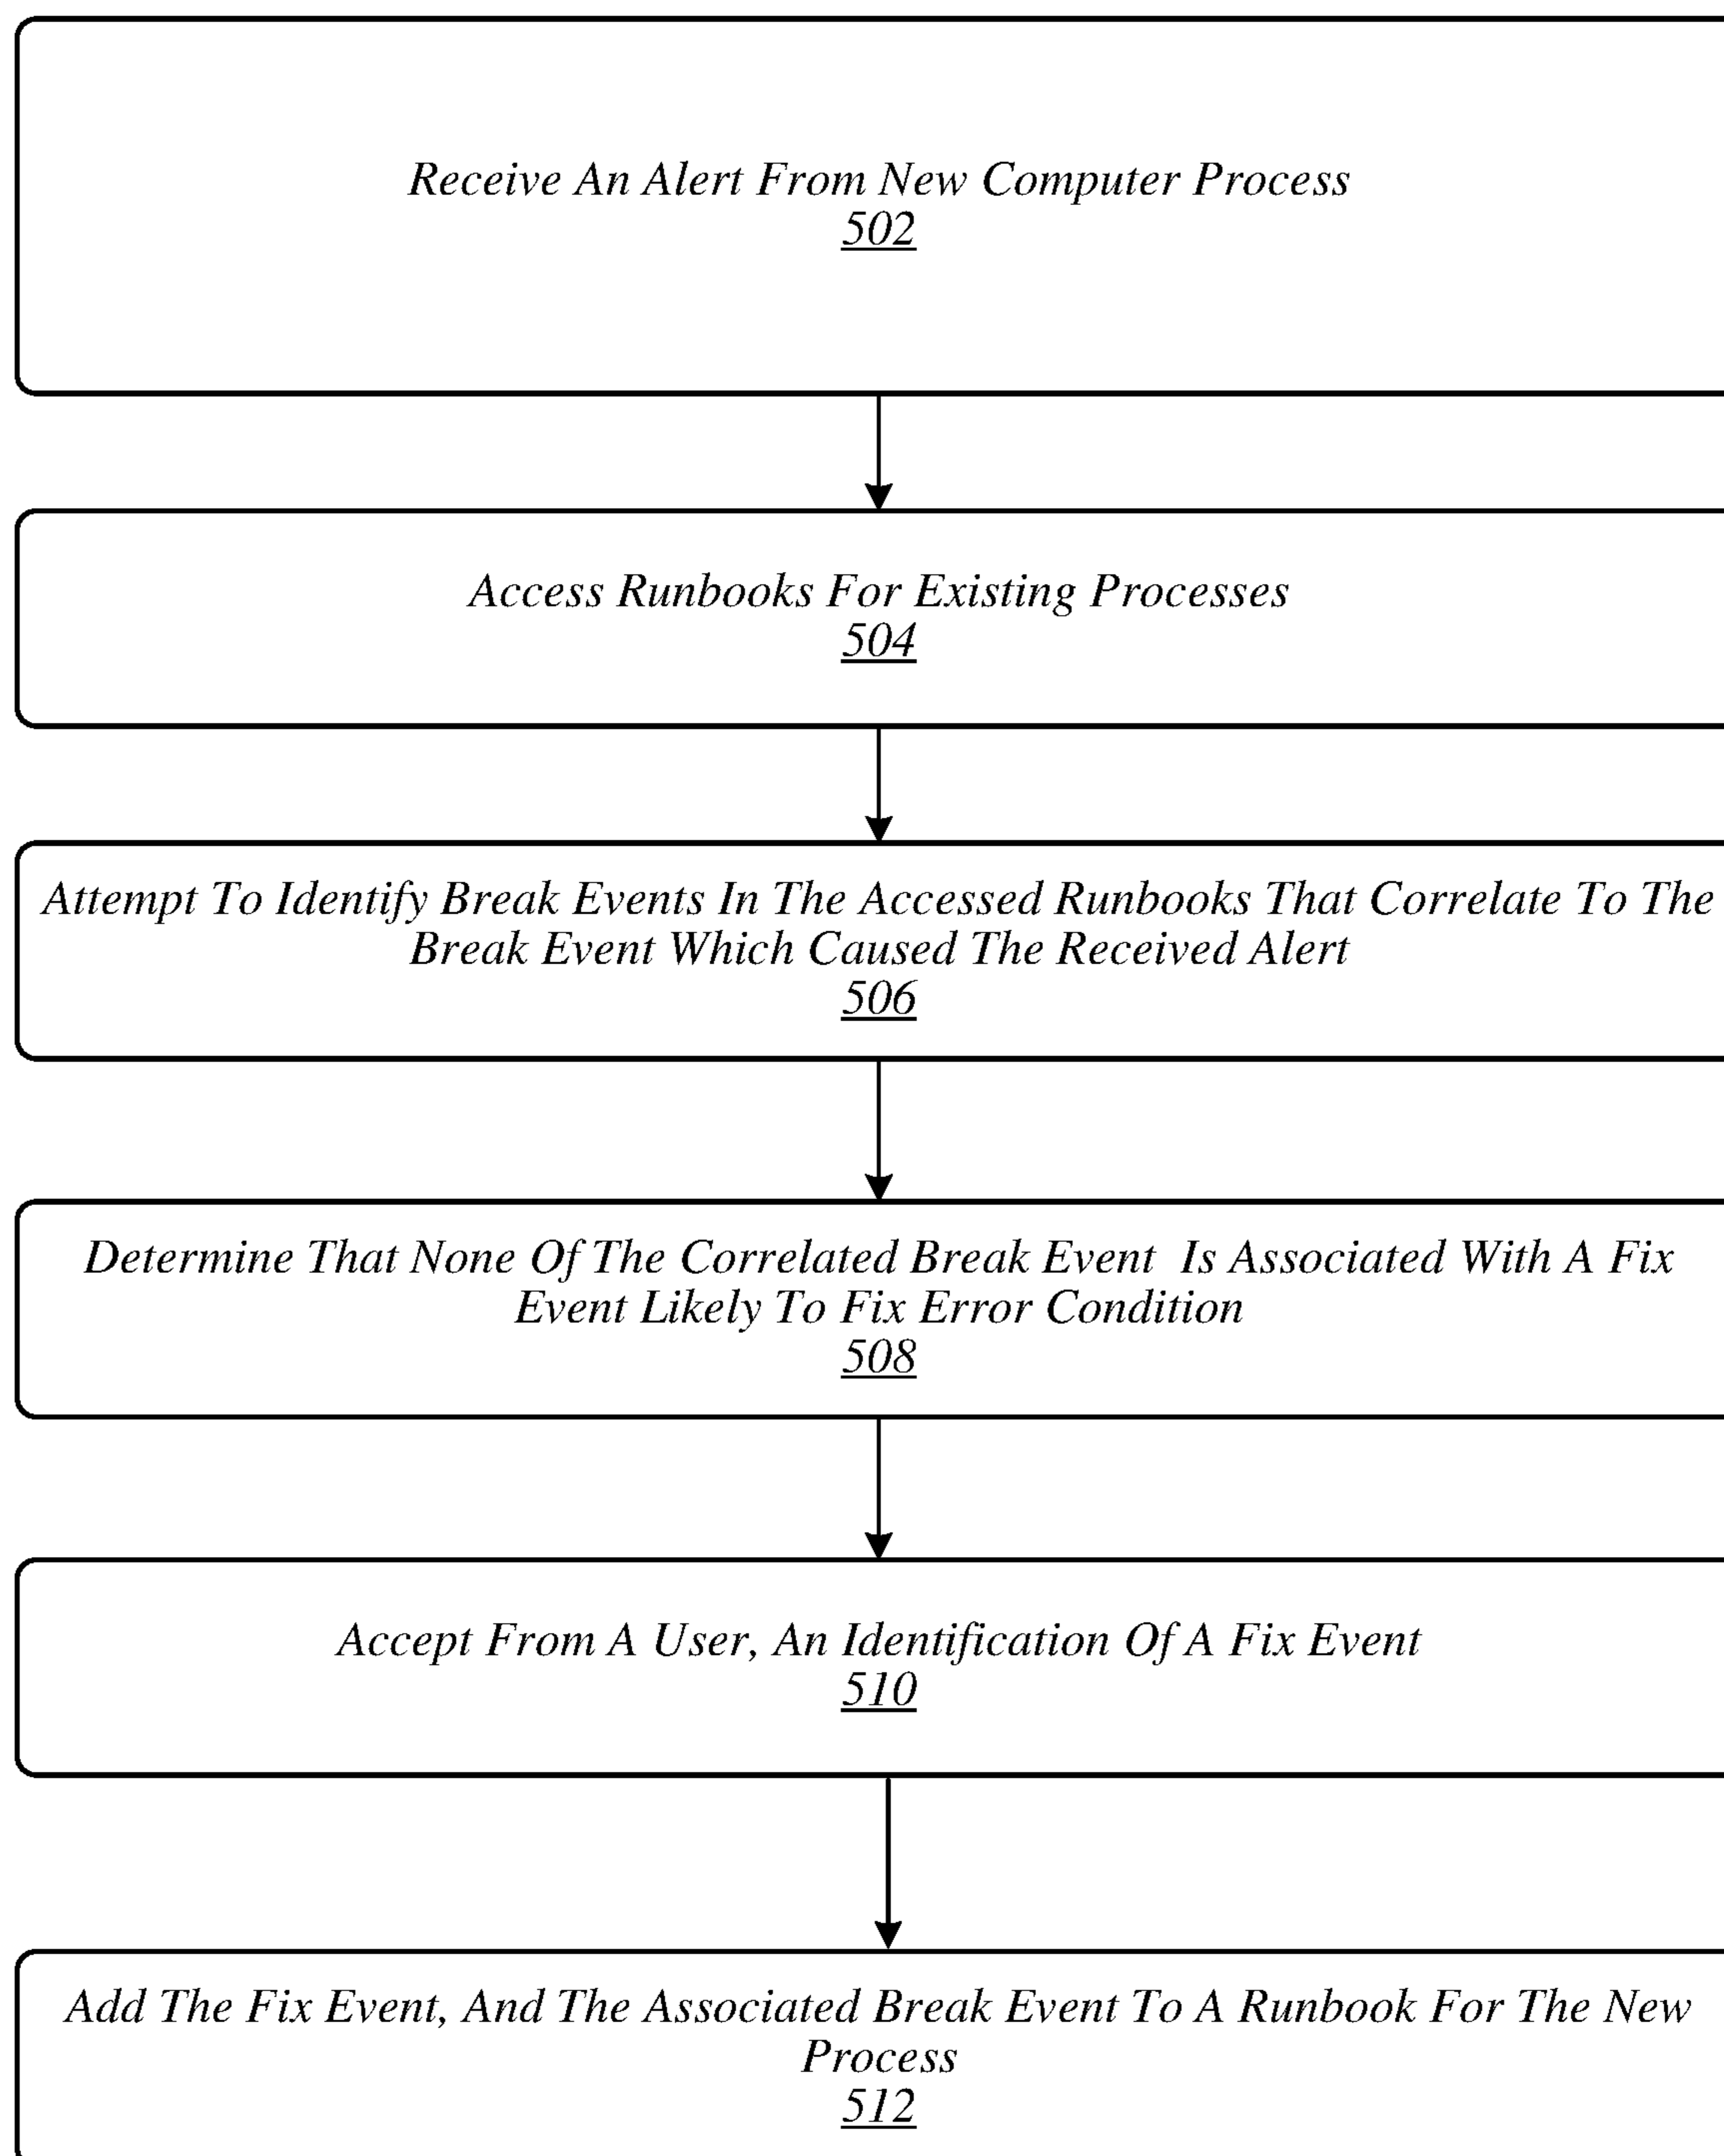 Receive An Alert From New Computer Process
502
Access Runbooks For Existing Processes
504
Attempt To Identify Break Events In The Accessed Runbooks That Correlate To The
Break Event Which Caused The Received Alert
506
Determine That None Of The Correlated Break Event  Is Associated With A Fix
Event Likely To Fix Error Condition
508
Accept From A User, An Identification Of A Fix Event
510
Add The Fix Event, And The Associated Break Event To A Runbook For The New
Process
512